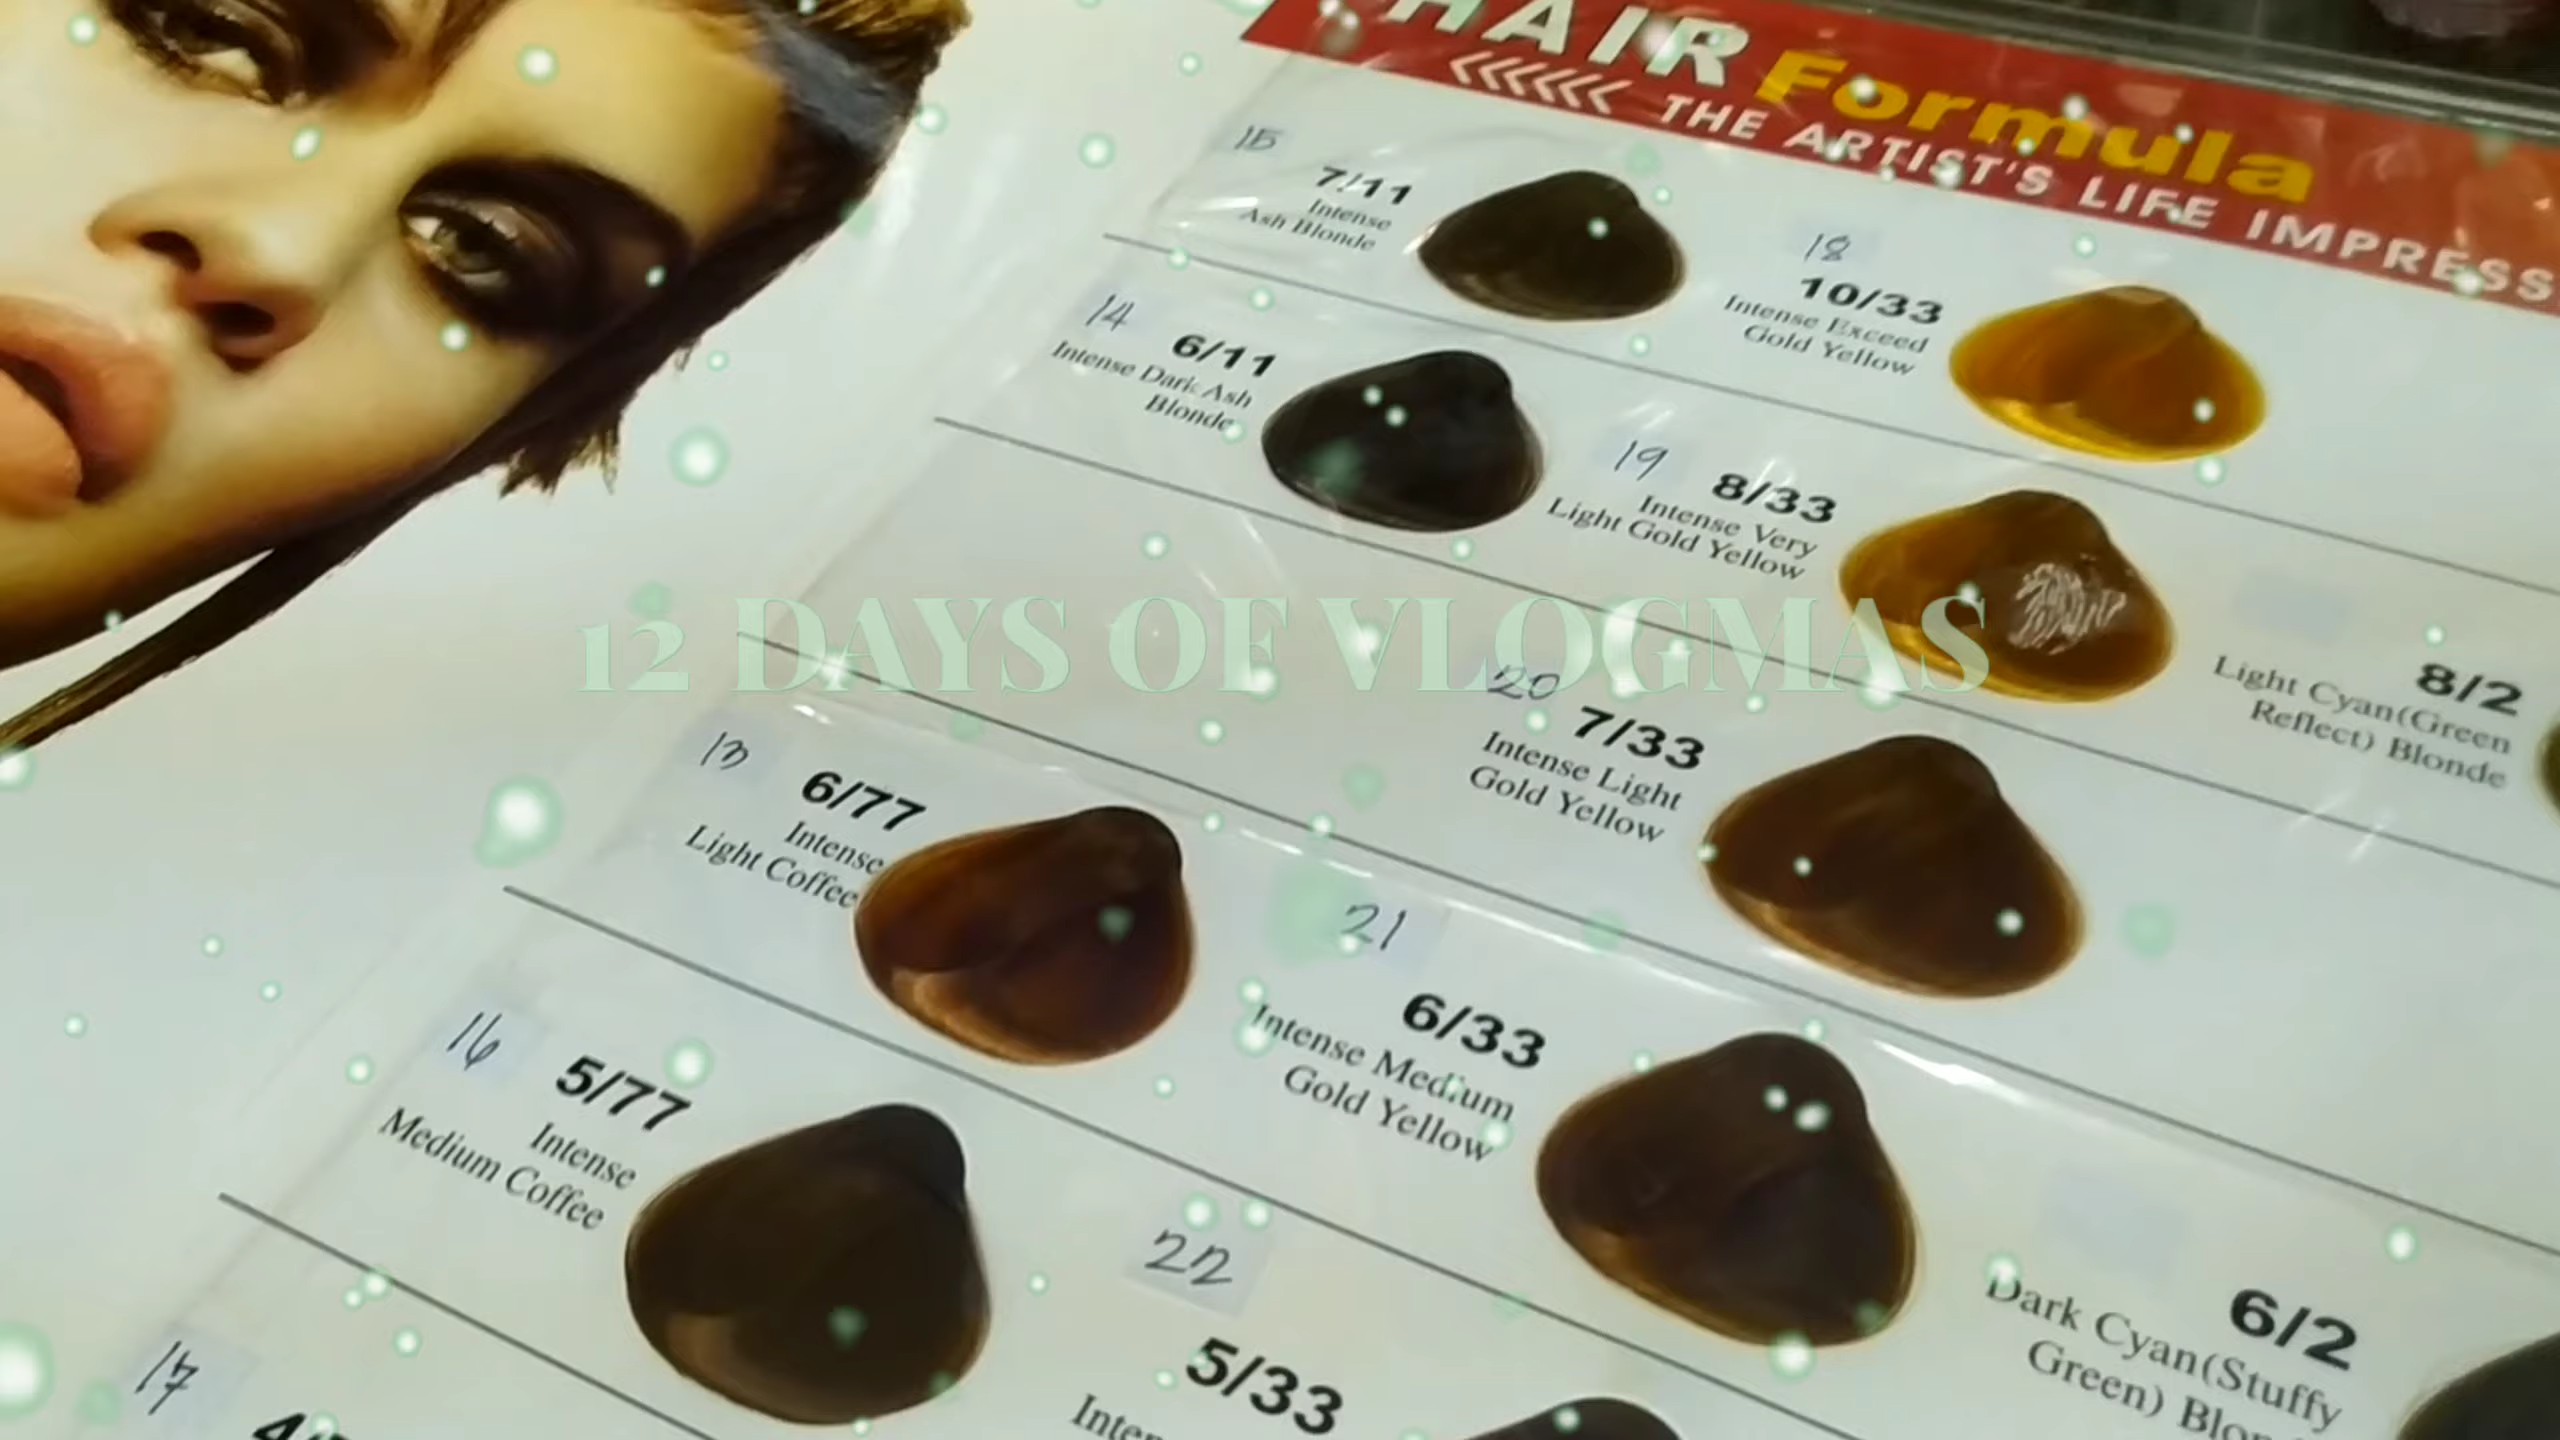 HAIR Formula
<<<<<< THE ARTIST'S LIFE IMPRESS
15
7/11
Intense
Ash Blonde
18
10/33
Intense Exceed
Gold Yellow
14
6/11
Intense Dark Ash
Blonde
19
8/33
Intense Very
Light Gold Yellow
8/2
Light Cyan(Green
Reflect) Blonde
12 DAYS OF VLOGMAS
20
7/33
Intense Light
Gold Yellow
13
6/77
Intense
Light Coffee
21
6/33
Intense Medium
Gold Yellow
16
5/77
Intense
Medium Coffee
6/2
Dark Cyan(Stuffy
Green)
22
5/33
17